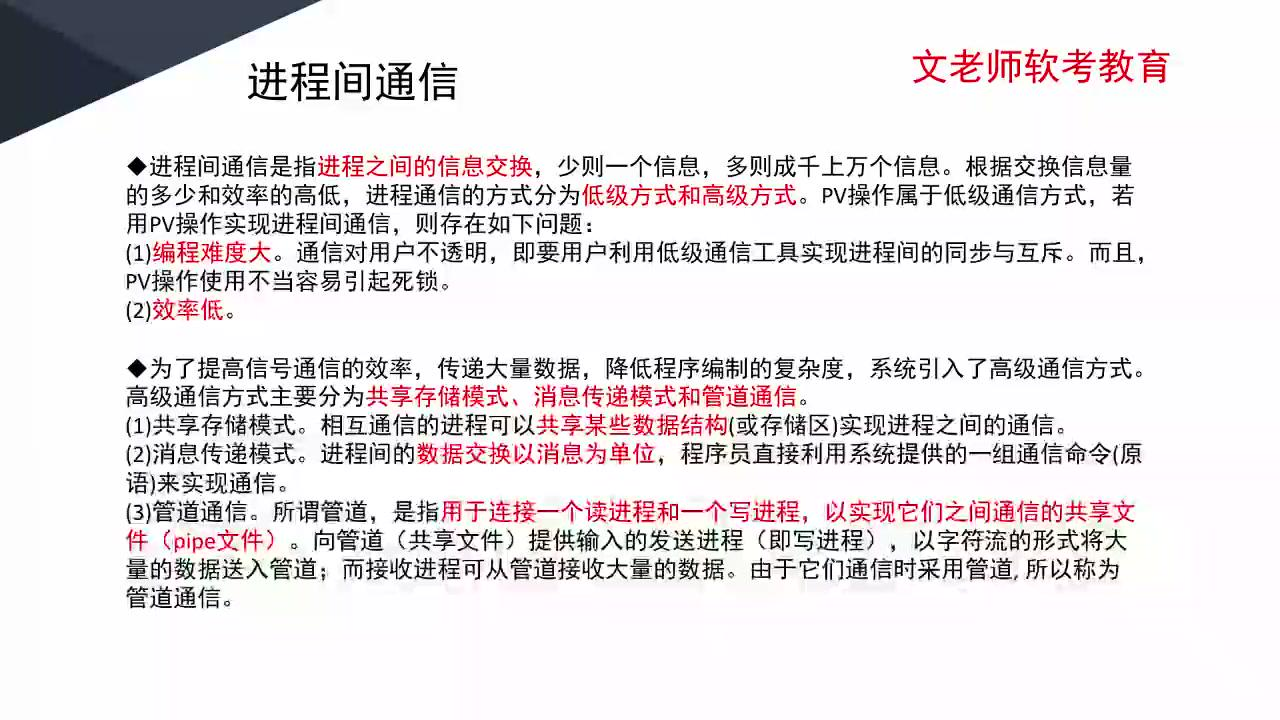 进程间通信
文老师软考教育
◆进程间通信是指进程之间的信息交换，少则一个信息，多则成千上万个信息。根据交换信息量
的多少和效率的高低，进程通信的方式分为低级方式和高级方式。PV操作属于低级通信方式，若
用PV操作实现进程间通信，则存在如下问题：
(1)编程难度大。通信对用户不透明，即要用户利用低级通信工具实现进程间的同步与互斥。而且，
PV操作使用不当容易引起死锁。
(2)效率低。
◆为了提高信号通信的效率，传递大量数据，降低程序编制的复杂度，系统引入了高级通信方式。
高级通信方式主要分为共享存储模式、消息传递模式和管道通信。
(1)共享存储模式。相互通信的进程可以共享某些数据结构(或存储区)实现进程之间的通信。
(2)消息传递模式。进程间的数据交换以消息为单位，程序员直接利用系统提供的一组通信命令(原
语)来实现通信。
(3)管道通信。所谓管道，是指用于连接一个读进程和一个写进程，以实现它们之间通信的共享文
件（pipe文件）。向管道（共享文件）提供输入的发送进程（即写进程），以字符流的形式将大
量的数据送入管道；而接收进程可从管道接收大量的数据。由于它们通信时采用管道, 所以称为
管道通信。